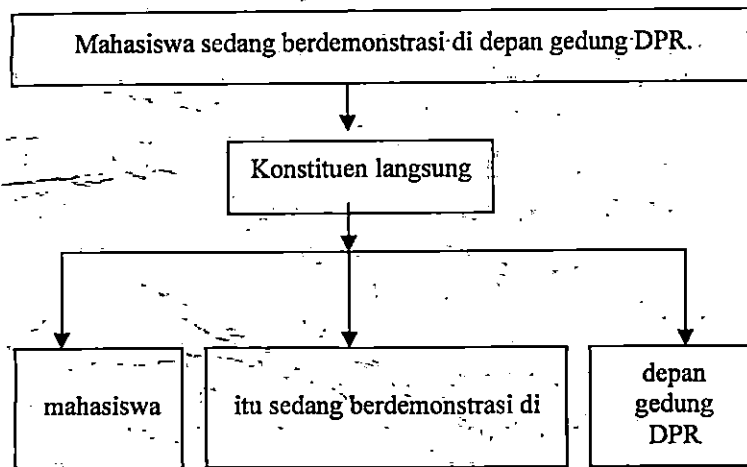 Mahasiswa sedang berdemonstrasi di depan gedung DPR.
Konstituen langsung
mahasiswa
itu sedang berdemonstrasi di
depan
gedung
DPR